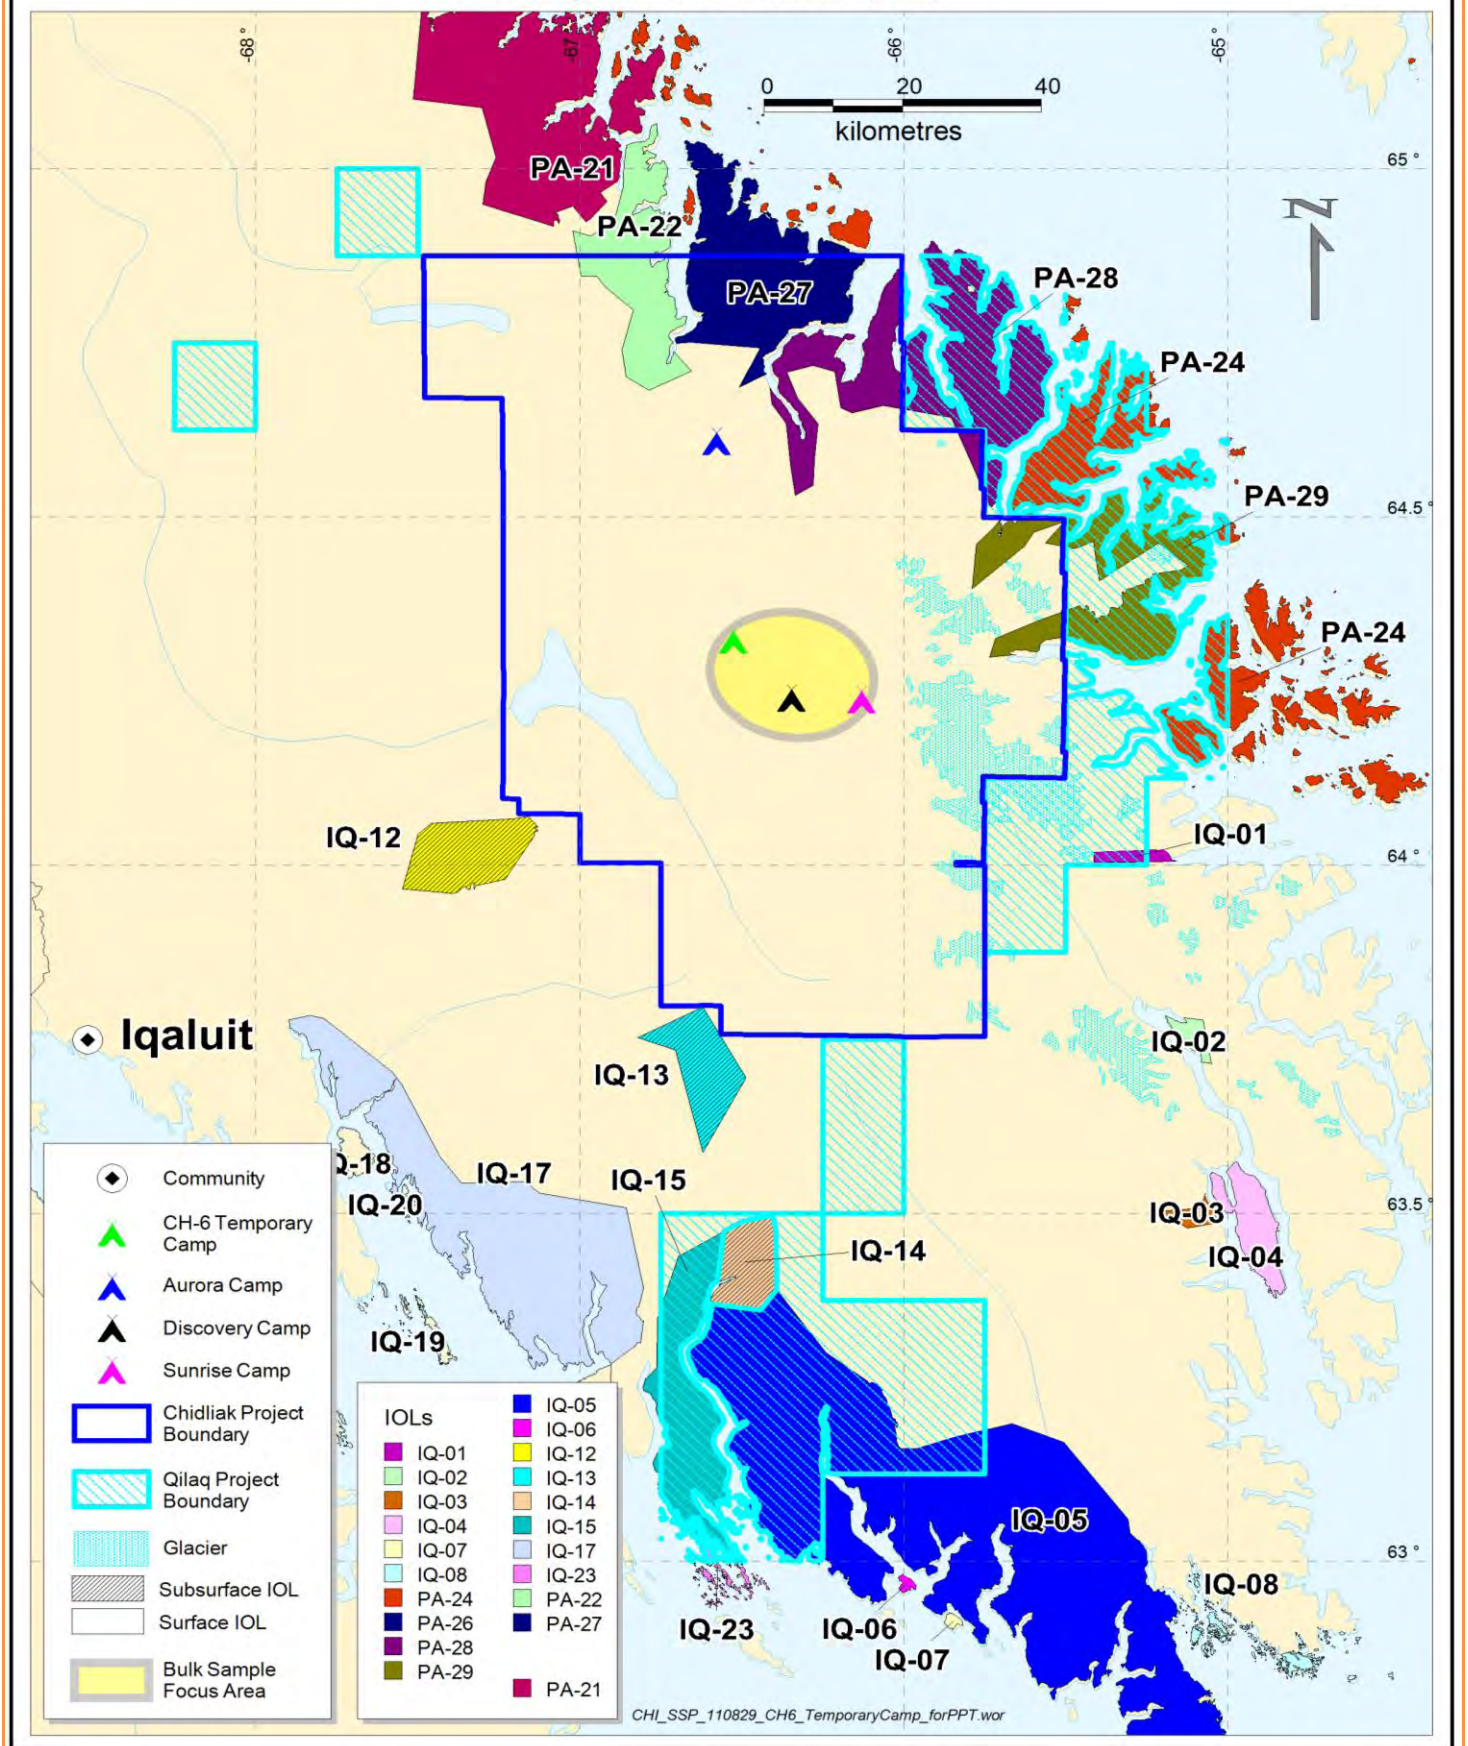 -68°
-67°
-66°
-65°
0 20 40
kilometres
65°
N
PA-21
PA-22
PA-27
PA-28
PA-24
64.5°
PA-29
PA-24
IQ-12
IQ-01
64°
Iqaluit
IQ-02
IQ-13
Q-18
IQ-17
IQ-15
IQ-20
63.5°
IQ-03
IQ-14
IQ-04
IQ-19
IQ-05
63°
IQ-08
IQ-23
IQ-06
IQ-07
Community
CH-6 Temporary
Camp
Aurora Camp
Discovery Camp
Sunrise Camp
Chidliak Project
Boundary
Qilaq Project
Boundary
Glacier
Subsurface IOL
Surface IOL
Bulk Sample
Focus Area
IOLs
IQ-01
IQ-02
IQ-03
IQ-04
IQ-07
IQ-08
PA-24
PA-26
PA-28
PA-29
IQ-05
IQ-06
IQ-12
IQ-13
IQ-14
IQ-15
IQ-17
IQ-23
PA-22
PA-27
PA-21
CHI_SSP_110829_CH6_TemporaryCamp_forPPT.wor